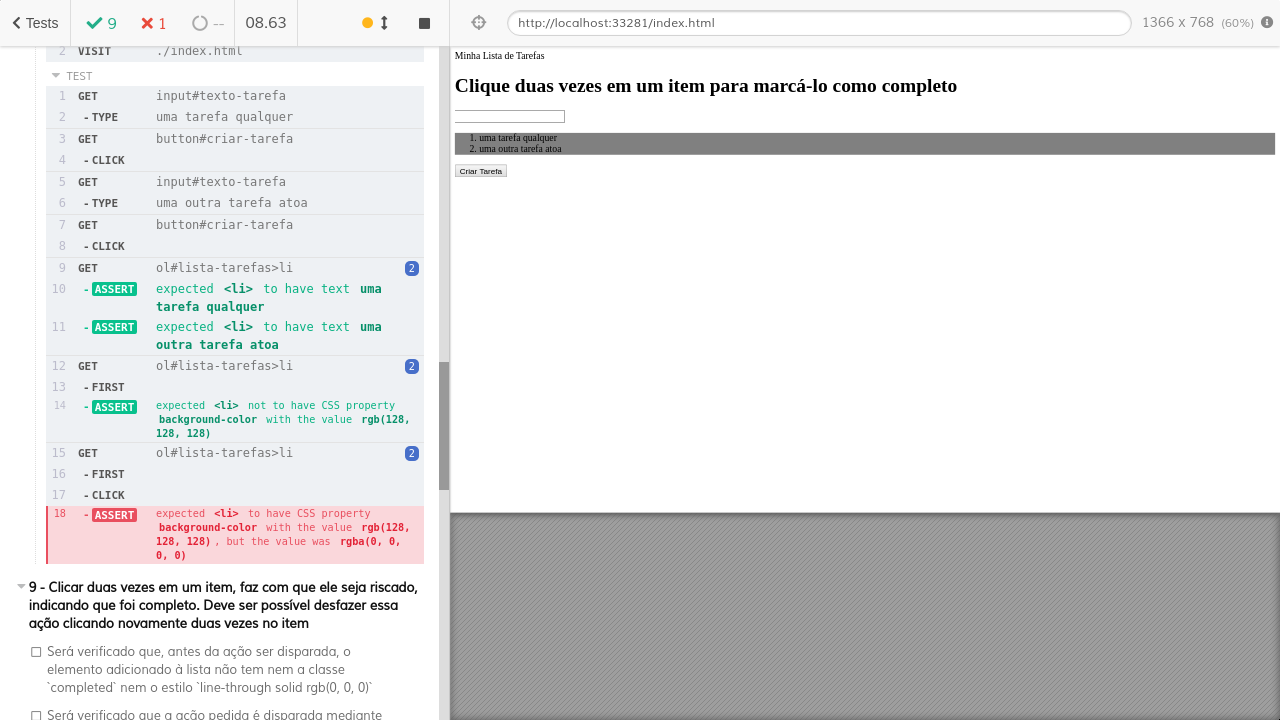 Tests 9 1 -- 08.63
2 VISIT ./index.html
TEST
1 GET input#texto-tarefa
2 - TYPE uma tarefa qualquer
3 GET button#criar-tarefa
4 - CLICK
5 GET input#texto-tarefa
6 - TYPE uma outra tarefa atoa
7 GET button#criar-tarefa
8 - CLICK
9 GET ol#lista-tarefas>li 2
10 - ASSERT expected <li> to have text uma
tarefa qualquer
11 - ASSERT expected <li> to have text uma
outra tarefa atoa
12 GET ol#lista-tarefas>li 2
13 - FIRST
14 - ASSERT expected <li> not to have CSS property
background-color with the value rgb(128,
128, 128)
15 GET ol#lista-tarefas>li 2
16 - FIRST
17 - CLICK
18 - ASSERT expected <li> to have CSS property
background-color with the value rgb(128,
128, 128) , but the value was rgba(0, 0,
0, 0)
9 - Clicar duas vezes em um item, faz com que ele seja riscado,
indicando que foi completo. Deve ser possível desfazer essa
ação clicando novamente duas vezes no item
Será verificado que, antes da ação ser disparada, o
elemento adicionado à lista não tem nem a classe
`completed` nem o estilo `line-through solid rgb(0, 0, 0)`
Será verificado que a ação pedida é disparada mediante
http://localhost:33281/index.html 1366 x 768 (60%)
Minha Lista de Tarefas
Clique duas vezes em um item para marcá-lo como completo
1. uma tarefa qualquer
2. uma outra tarefa atoa
Criar Tarefa